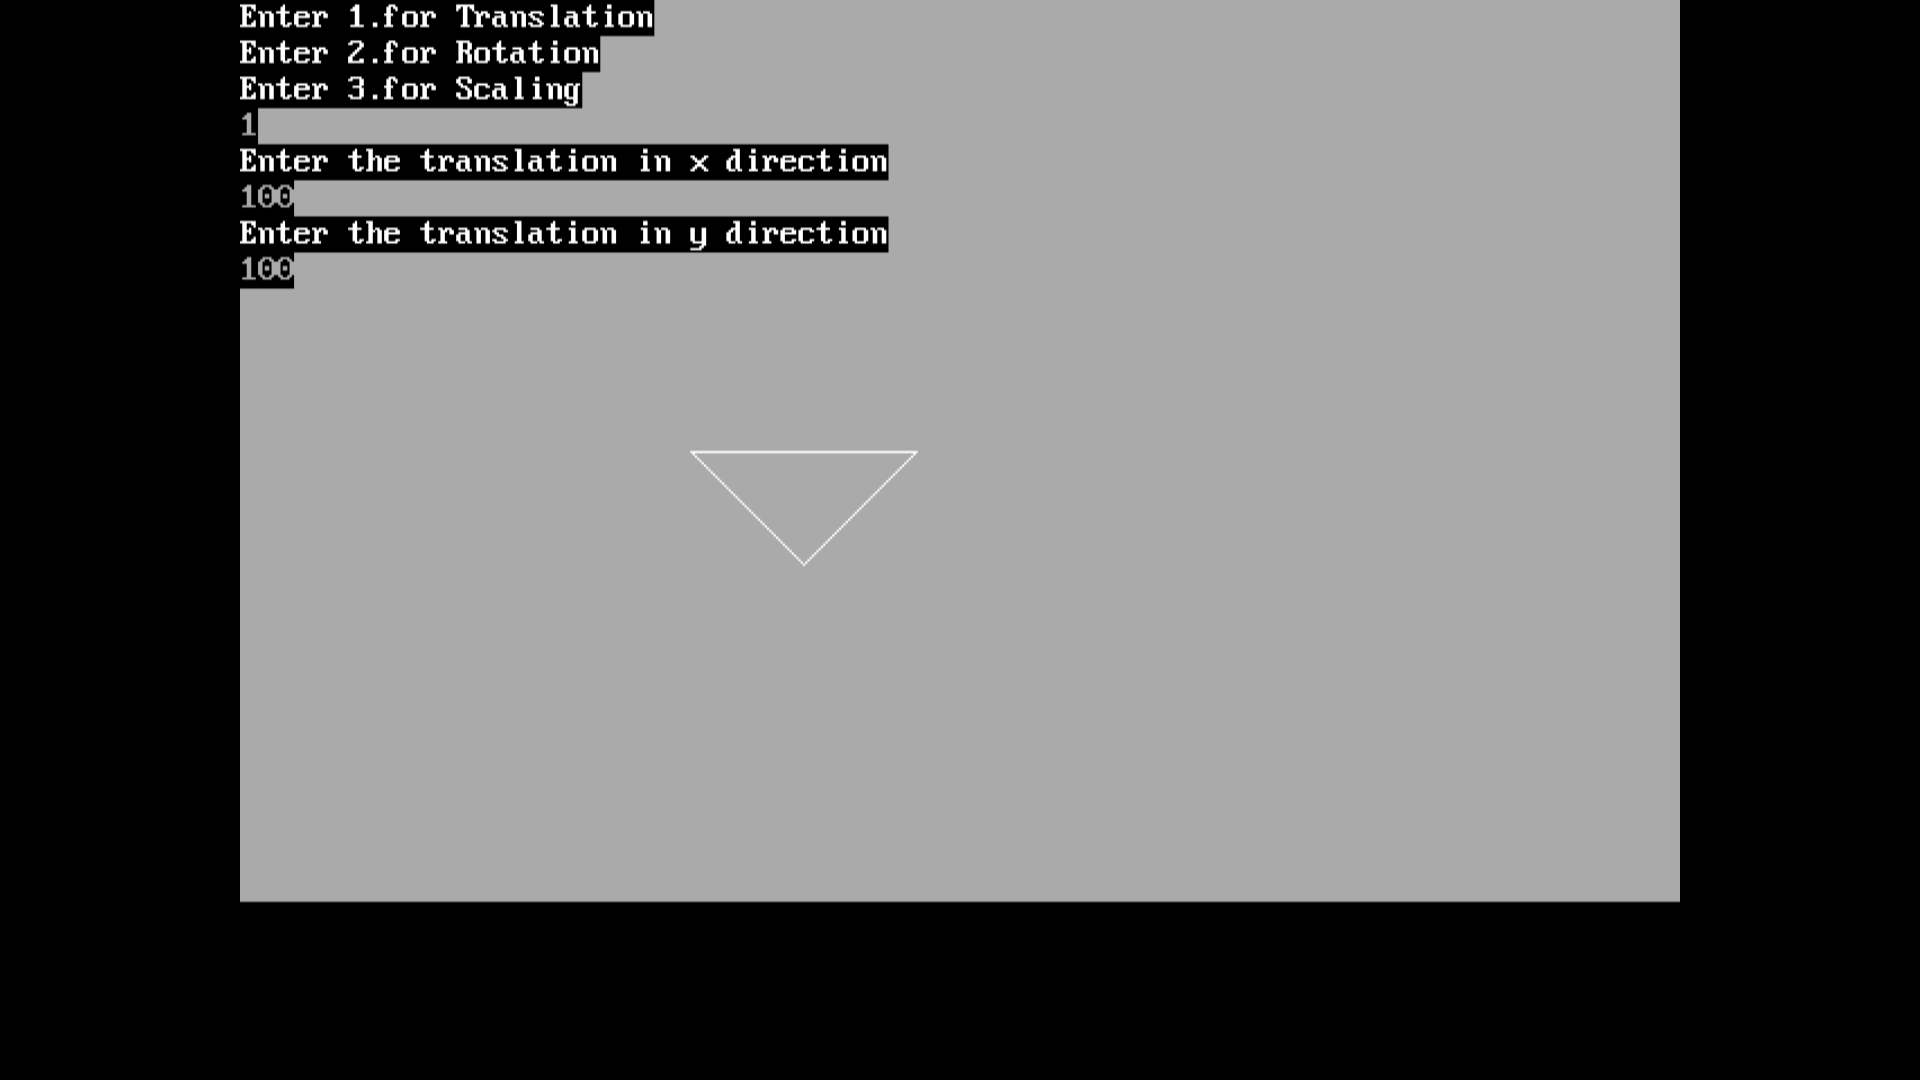 Enter 1.for Translation
Enter 2.for Rotation
Enter 3.for Scaling
1
Enter the translation in x direction
100
Enter the translation in y direction
100